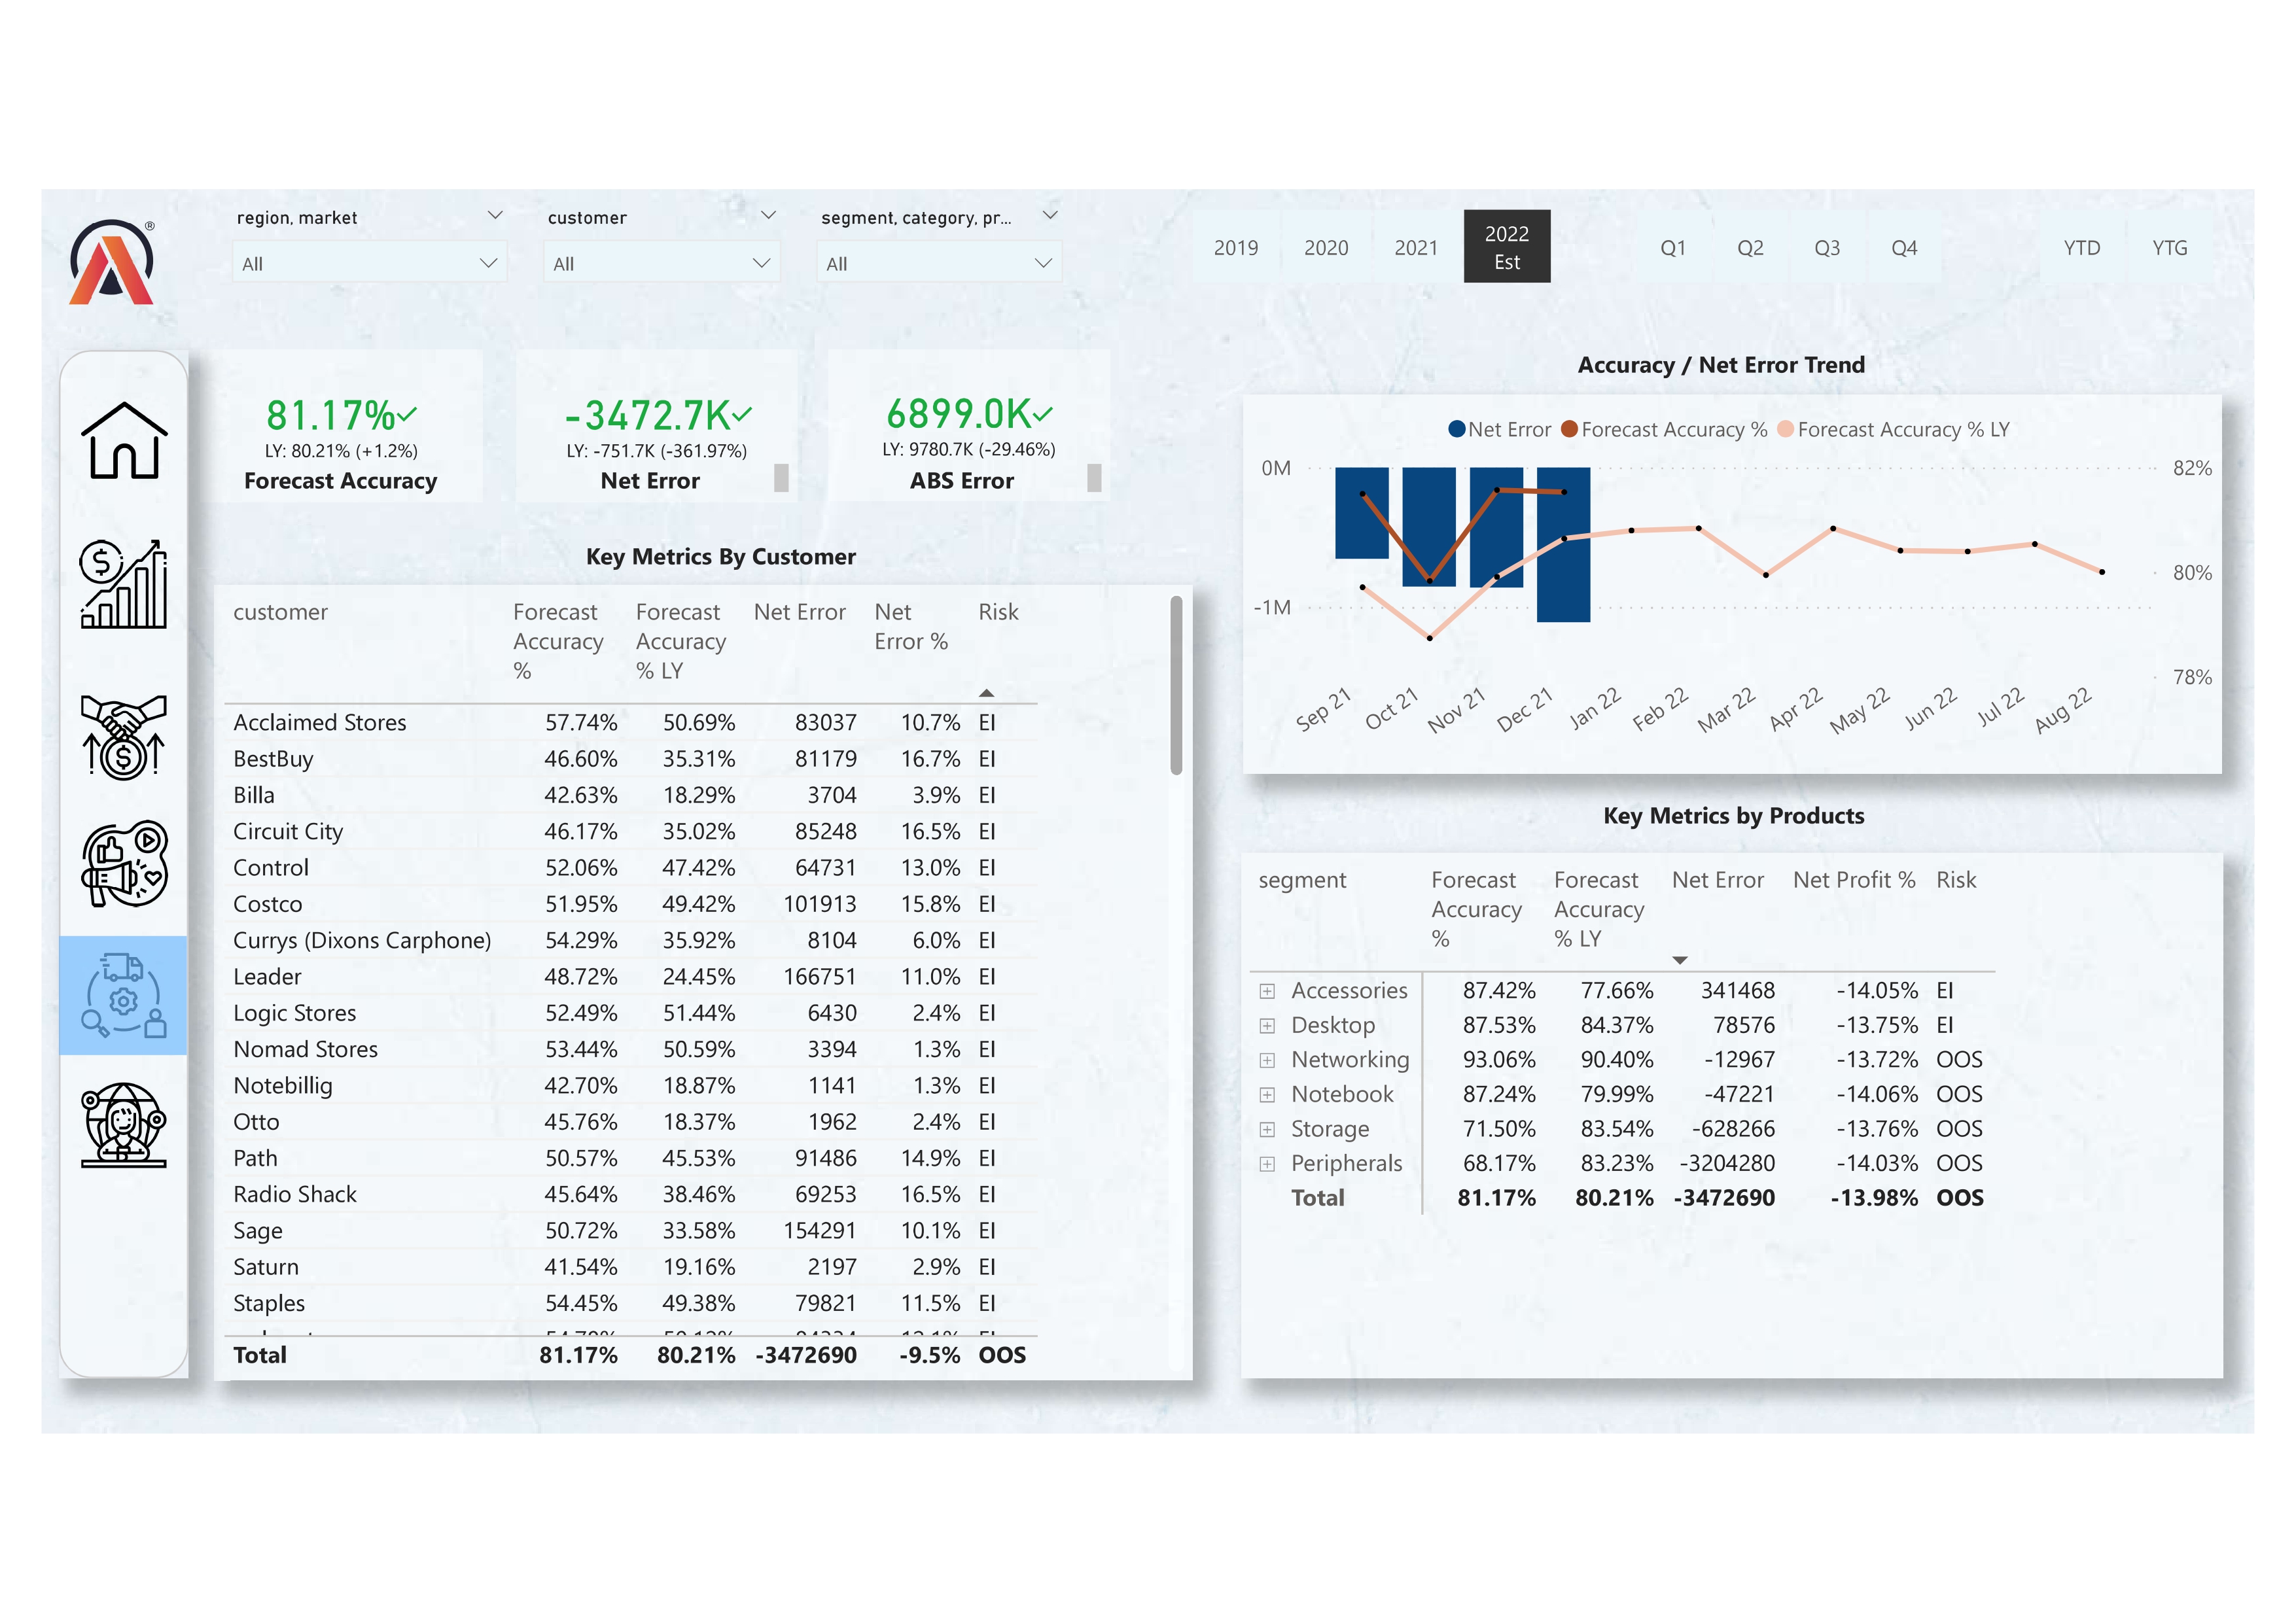 ®
region, market
customer
segment, category, pr...
All
All
All
2019
2020
2021
2022
Est
Q1
Q2
Q3
Q4
YTD
YTG
81.17%
LY: 80.21% (+1.2%)
Forecast Accuracy
-3472.7K
LY: -751.7K (-361.97%)
Net Error
6899.0K
LY: 9780.7K (-29.46%)
ABS Error
Key Metrics By Customer
customer Forecast Accuracy % Forecast Accuracy % LY Net Error Net Error % Risk
Acclaimed Stores 57.74% 50.69% 83037 10.7% EI
BestBuy 46.60% 35.31% 81179 16.7% EI
Billa 42.63% 18.29% 3704 3.9% EI
Circuit City 46.17% 35.02% 85248 16.5% EI
Control 52.06% 47.42% 64731 13.0% EI
Costco 51.95% 49.42% 101913 15.8% EI
Currys (Dixons Carphone) 54.29% 35.92% 8104 6.0% EI
Leader 48.72% 24.45% 166751 11.0% EI
Logic Stores 52.49% 51.44% 6430 2.4% EI
Nomad Stores 53.44% 50.59% 3394 1.3% EI
Notebillig 42.70% 18.87% 1141 1.3% EI
Otto 45.76% 18.37% 1962 2.4% EI
Path 50.57% 45.53% 91486 14.9% EI
Radio Shack 45.64% 38.46% 69253 16.5% EI
Sage 50.72% 33.58% 154291 10.1% EI
Saturn 41.54% 19.16% 2197 2.9% EI
Staples 54.45% 49.38% 79821 11.5% EI
Total 81.17% 80.21% -3472690 -9.5% OOS
Accuracy / Net Error Trend
Net Error Forecast Accuracy % Forecast Accuracy % LY
0M
-1M
82%
80%
78%
Sep 21
Oct 21
Nov 21
Dec 21
Jan 22
Feb 22
Mar 22
Apr 22
May 22
Jun 22
Jul 22
Aug 22
Key Metrics by Products
segment Forecast Accuracy % Forecast Accuracy % LY Net Error Net Profit % Risk
Accessories 87.42% 77.66% 341468 -14.05% EI
Desktop 87.53% 84.37% 78576 -13.75% EI
Networking 93.06% 90.40% -12967 -13.72% OOS
Notebook 87.24% 79.99% -47221 -14.06% OOS
Storage 71.50% 83.54% -628266 -13.76% OOS
Peripherals 68.17% 83.23% -3204280 -14.03% OOS
Total 81.17% 80.21% -3472690 -13.98% OOS